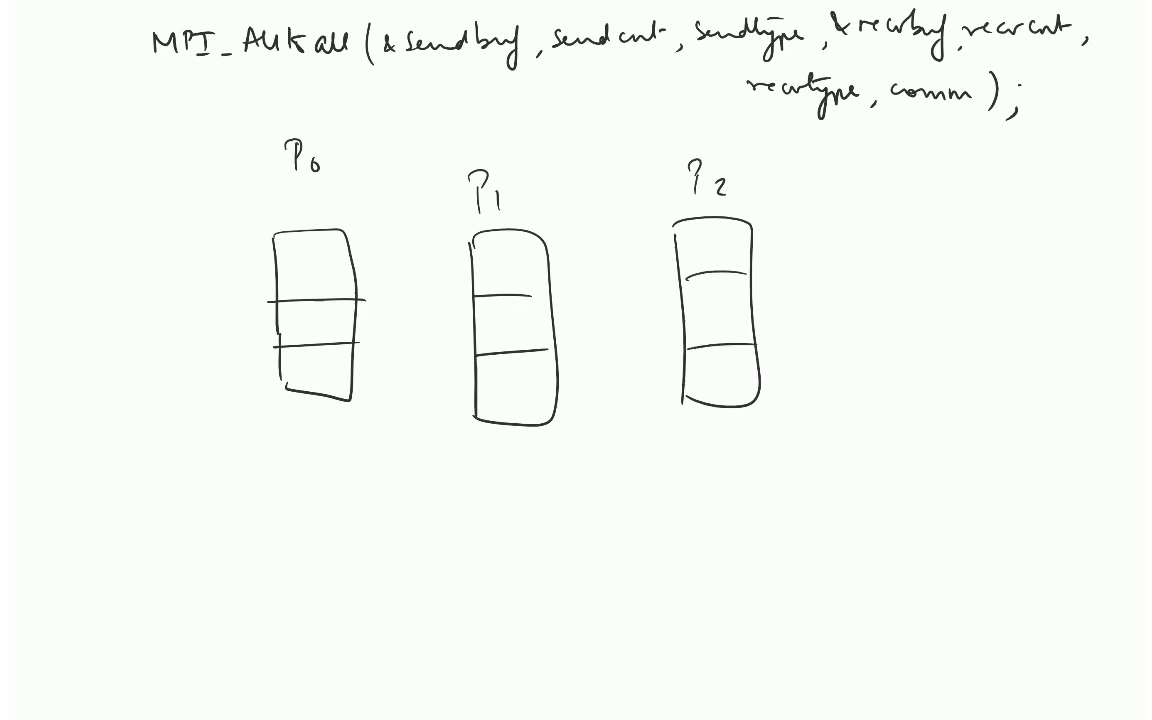 MPI_Alltoall (&sendbuf, sendcnt, sendtype, &recvbuf, recvcnt,
recvtype, comm);
P0
P1
P2